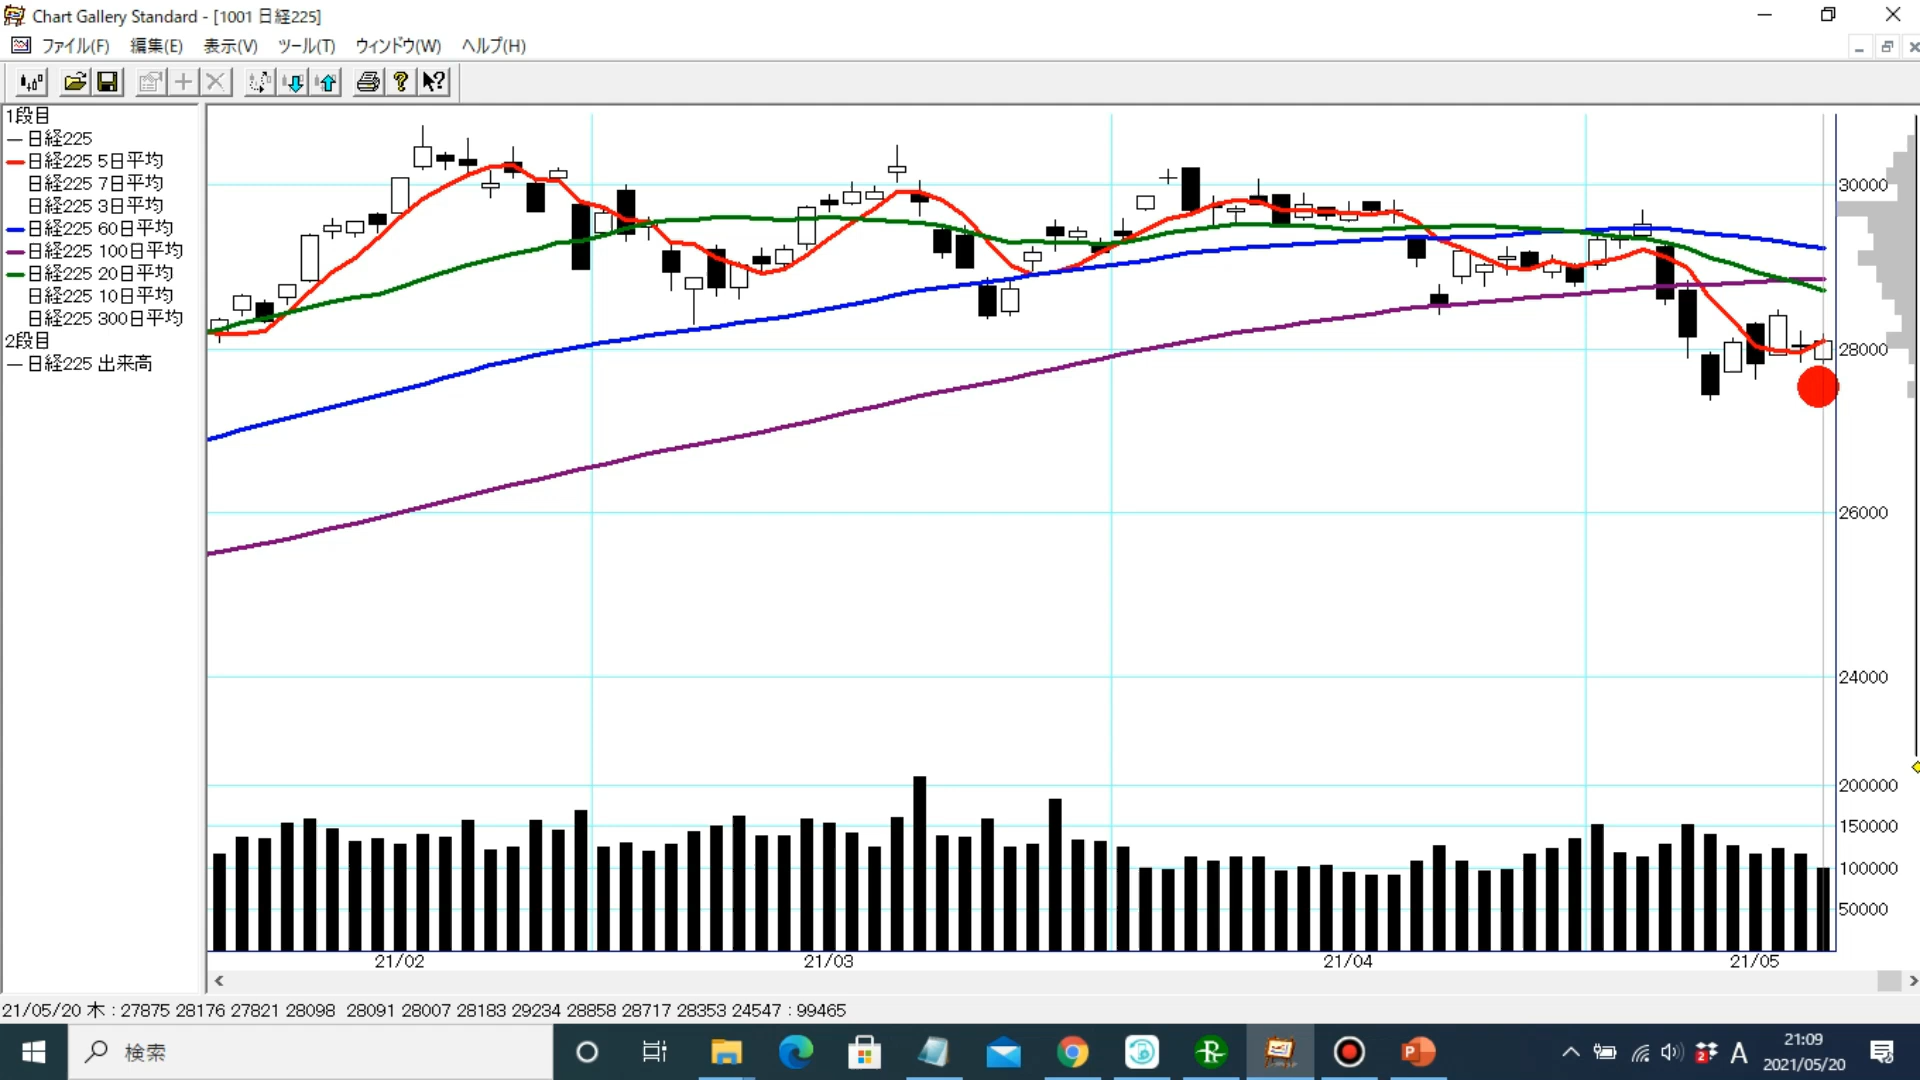 Chart Gallery Standard - [1001 日経225]
ファイル(F) 編集(E) 表示(V) ツール(T) ウィンドウ(W) ヘルプ(H)
1段目
日経225
日経225 5日平均
日経225 7日平均
日経225 3日平均
日経225 60日平均
日経225 100日平均
日経225 20日平均
日経225 10日平均
日経225 300日平均
2段目
日経225 出来高
30000
28000
26000
24000
200000
150000
100000
50000
21/02 21/03 21/04 21/05
21/05/20 木 : 27875 28176 27821 28098 28091 28007 28183 29234 28858 28717 28353 24547 : 99465
検索
A
21:09
2021/05/20